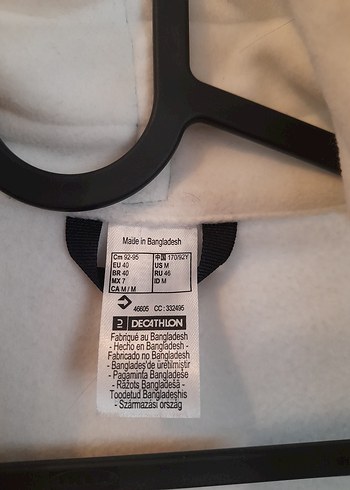 Made in Bangladesh
Cm 92-95 中国 170/92Y
EU 40 US M
BR 40 RU 46
MX 7 ID M
CA M / M
46605 CC : 332495
DECATHLON
Fabriqué au Bangladesh
- Hecho en Bangladesh -
Fabricado no Bangladesh
- Bangladeş'de üretilmiştir
- Pagaminta Bangladeše
- Ražots Bangladešā -
Toodetud Bangladeshis
- Származási ország